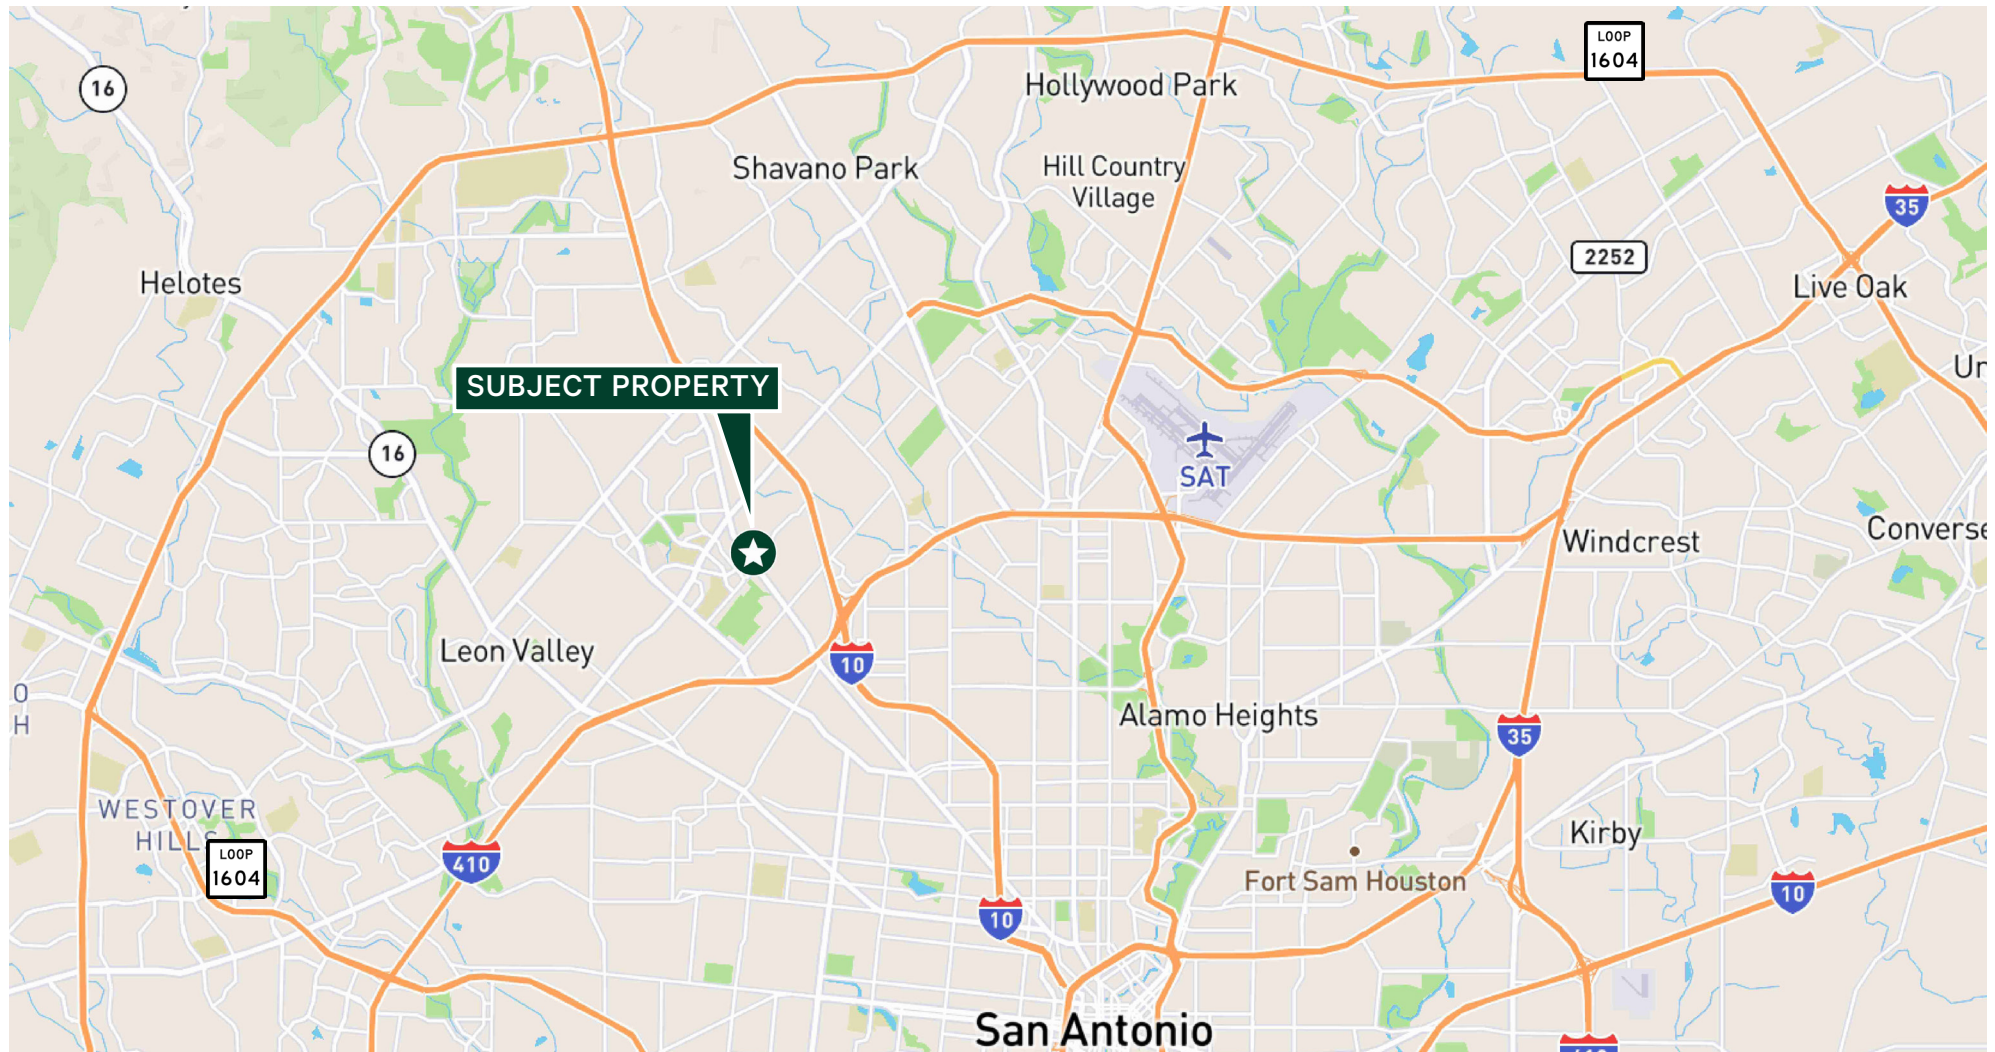 LOOP
1604
16
Hollywood Park
Shavano Park
Hill Country
Village
35
2252
Helotes
Live Oak
Un
SUBJECT PROPERTY
16
SAT
Windcrest
Converse
Leon Valley
10
O
H
Alamo Heights
35
WESTOVER
HILLS
Kirby
LOOP
1604
410
Fort Sam Houston
10
10
San Antonio